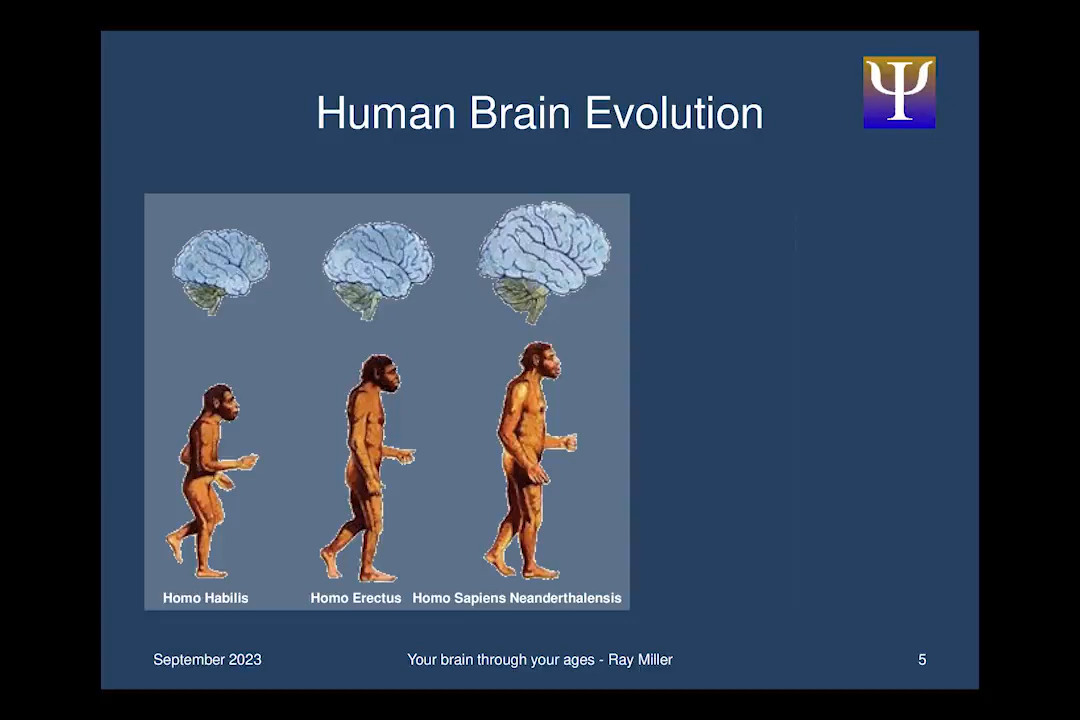 Ψ
Human Brain Evolution
Homo Habilis
Homo Erectus
Homo Sapiens Neanderthalensis
September 2023
Your brain through your ages - Ray Miller
5